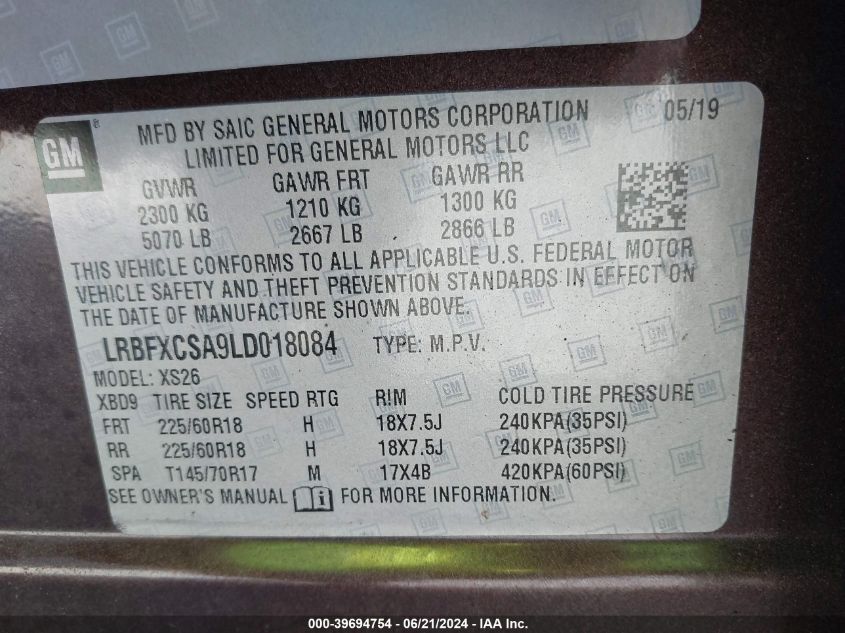 GM
®
MFD BY SAIC GENERAL MOTORS CORPORATION 05/19
LIMITED FOR GENERAL MOTORS LLC
GVWR GAWR FRT GAWR RR
2300 KG 1210 KG 1300 KG
5070 LB 2667 LB 2866 LB
THIS VEHICLE CONFORMS TO ALL APPLICABLE U.S. FEDERAL MOTOR
VEHICLE SAFETY AND THEFT PREVENTION STANDARDS IN EFFECT ON
THE DATE OF MANUFACTURE SHOWN ABOVE.
LRBFXCSA9LD018084 TYPE: M.P.V.
MODEL: XS26
XBD9 TIRE SIZE SPEED RTG RIM COLD TIRE PRESSURE
FRT 225/60R18 H 18X7.5J 240KPA(35PSI)
RR 225/60R18 H 18X7.5J 240KPA(35PSI)
SPA T145/70R17 M 17X4B 420KPA(60PSI)
SEE OWNER'S MANUAL i FOR MORE INFORMATION.
000-39694754 / 06/21/2024 - IAA Inc.